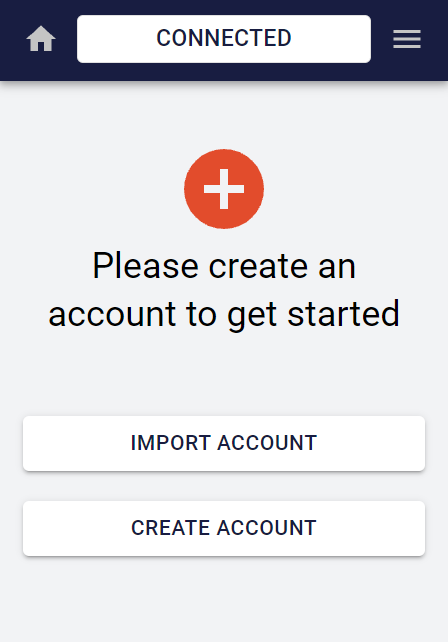 CONNECTED
Please create an
account to get started
IMPORT ACCOUNT
CREATE ACCOUNT